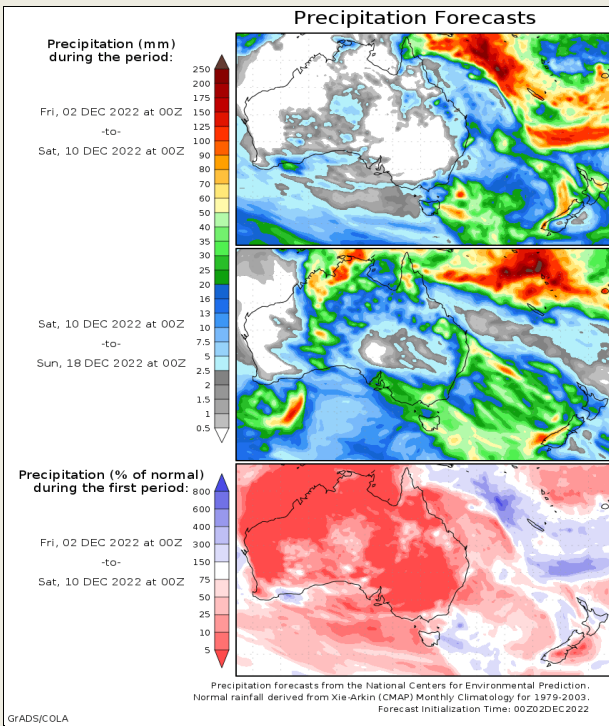 Precipitation Forecasts
Precipitation (mm)
during the period:
Fri, 02 DEC 2022 at 00Z
-to-
Sat, 10 DEC 2022 at 00Z
250
200
175
150
125
100
90
80
70
60
50
40
35
30
25
20
16
13
10
7.5
5
2.5
2
1.5
1
0.5
Sat, 10 DEC 2022 at 00Z
-to-
Sun, 18 DEC 2022 at 00Z
Precipitation (% of normal)
during the first period:
Fri, 02 DEC 2022 at 00Z
-to-
Sat, 10 DEC 2022 at 00Z
800
600
400
300
150
75
50
25
10
5
Precipitation forecasts from the National Centers for Environmental Prediction.
Normal rainfall derived from Xie-Arkin (CMAP) Monthly Climatology for 1979-2003.
Forecast Initialization Time: 00Z02DEC2022
GrADS/COLA